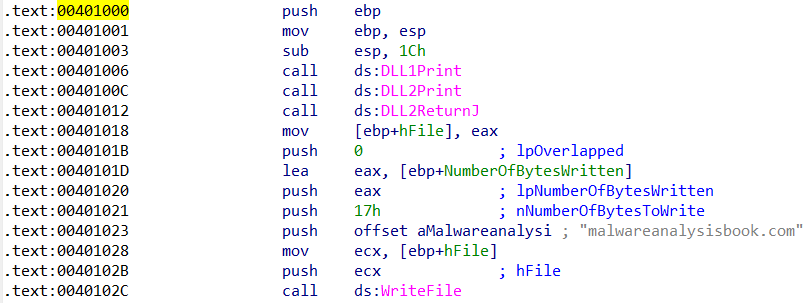 .text:00401000 push ebp
.text:00401001 mov ebp, esp
.text:00401003 sub esp, 1Ch
.text:00401006 call ds:DLL1Print
.text:0040100C call ds:DLL2Print
.text:00401012 call ds:DLL2ReturnJ
.text:00401018 mov [ebp+hFile], eax
.text:0040101B push 0 ; lpOverlapped
.text:0040101D lea eax, [ebp+NumberOfBytesWritten]
.text:00401020 push eax ; lpNumberOfBytesWritten
.text:00401021 push 17h ; nNumberOfBytesToWrite
.text:00401023 push offset aMalwareanalysi ; "malwareanalysisbook.com"
.text:00401028 mov ecx, [ebp+hFile]
.text:0040102B push ecx ; hFile
.text:0040102C call ds:WriteFile